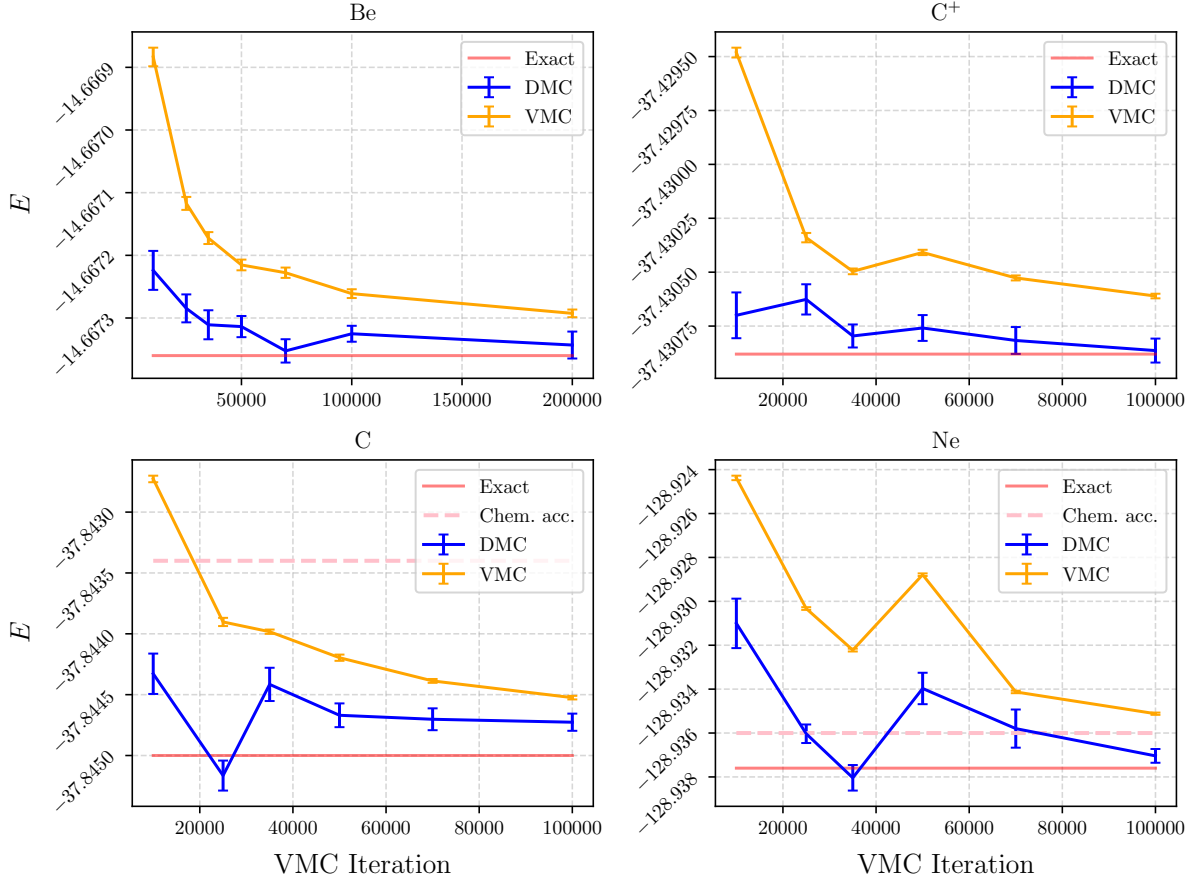 Be
E
−14.6669
−14.6670
−14.6671
−14.6672
−14.6673
50000
100000
150000
200000
Exact
DMC
VMC
C+
−37.42950
−37.42975
−37.43000
−37.43025
−37.43050
−37.43075
20000
40000
60000
80000
100000
Exact
DMC
VMC
C
E
−37.8430
−37.8435
−37.8440
−37.8445
−37.8450
20000
40000
60000
80000
100000
VMC Iteration
Exact
Chem. acc.
DMC
VMC
Ne
−128.924
−128.926
−128.928
−128.930
−128.932
−128.934
−128.936
−128.938
20000
40000
60000
80000
100000
VMC Iteration
Exact
Chem. acc.
DMC
VMC